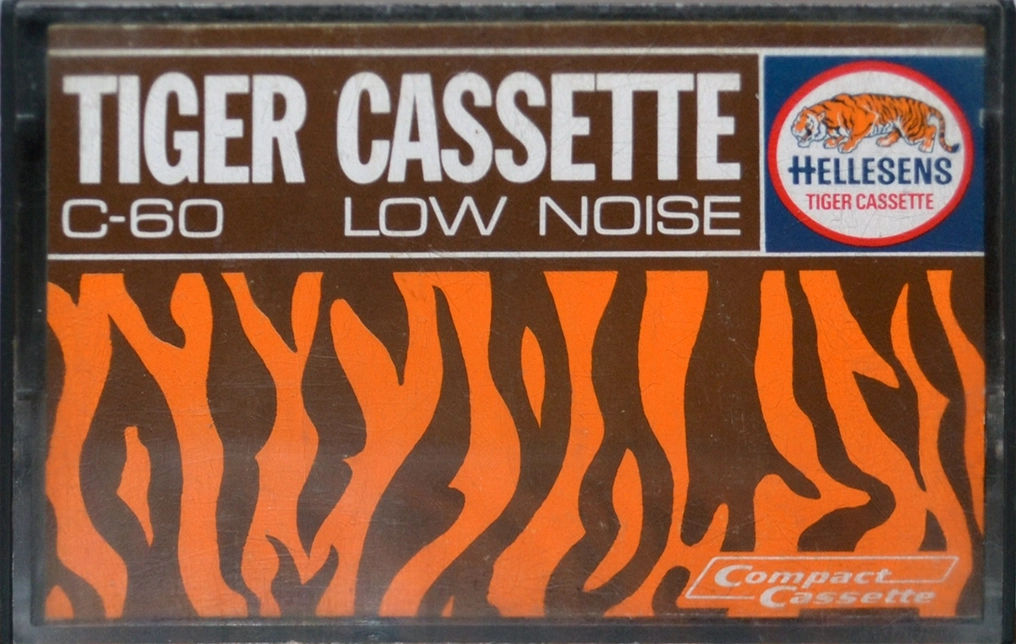 TIGER CASSETTE
C-60 LOW NOISE
HELLESENS
TIGER CASSETTE
Compact
Cassette